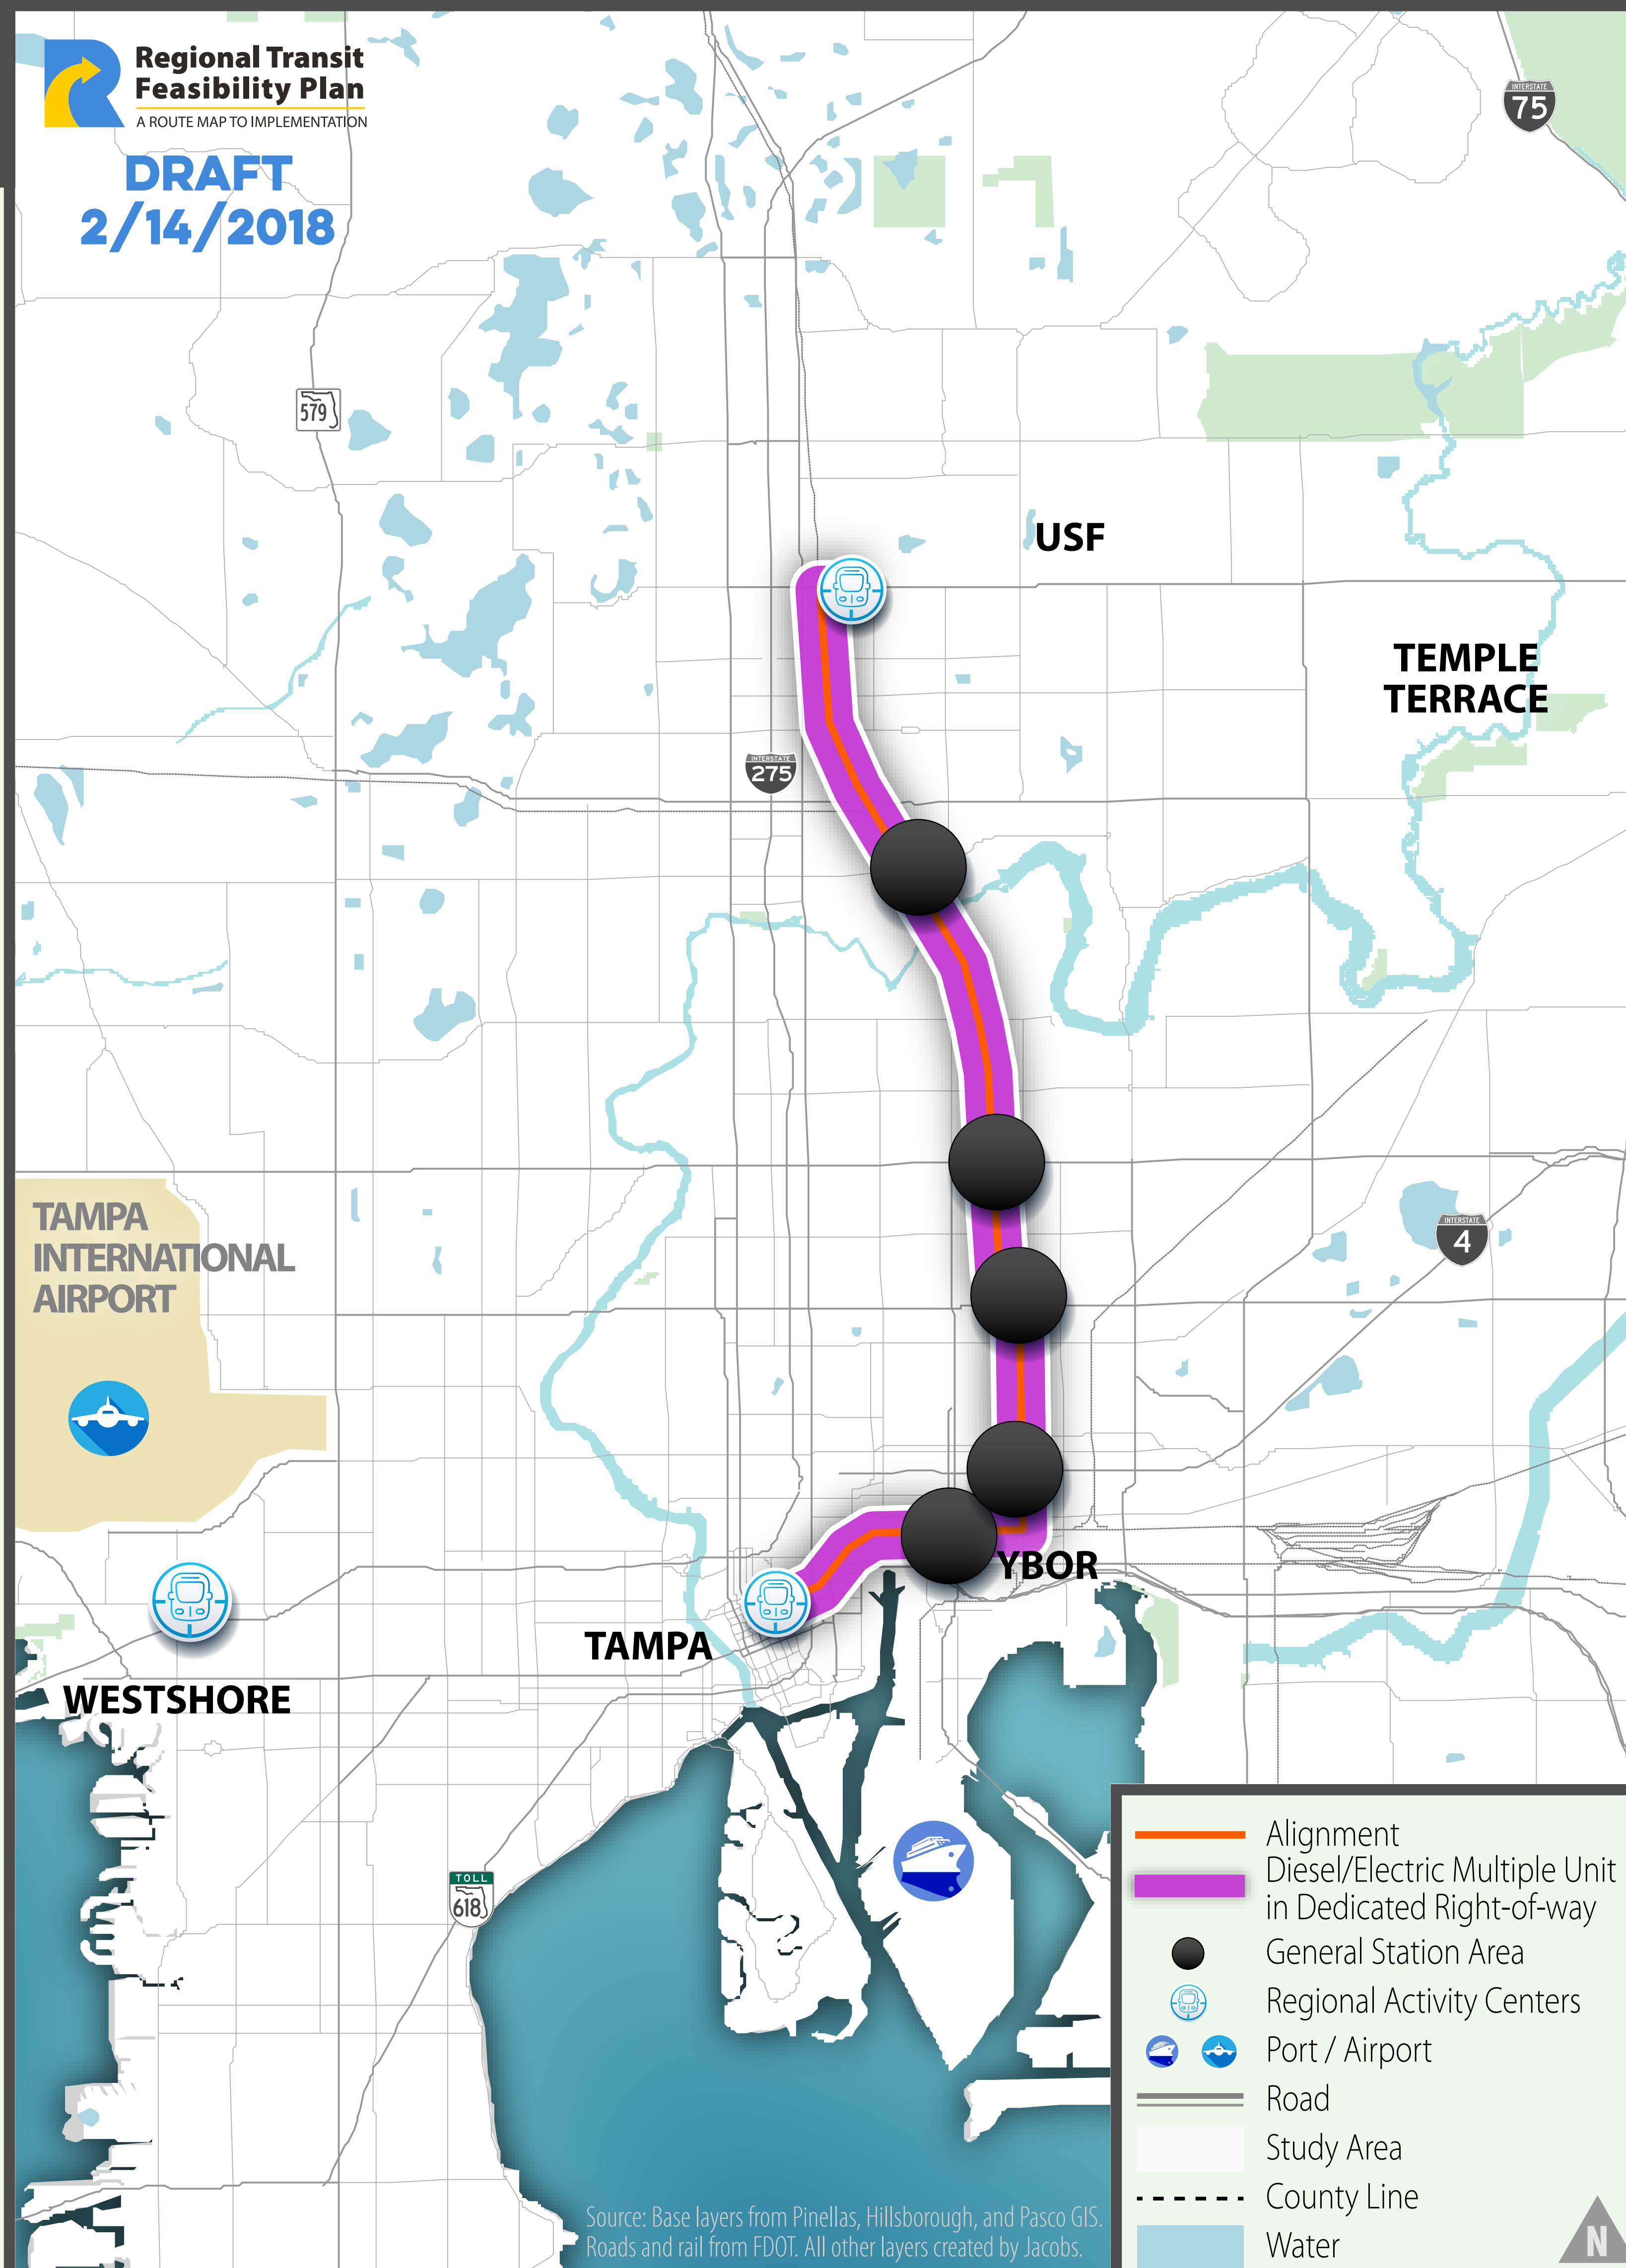 Regional Transit
Feasibility Plan
A ROUTE MAP TO IMPLEMENTATION
DRAFT
2/14/2018
INTERSTATE
75
579
USF
TEMPLE
TERRACE
INTERSTATE
275
TAMPA
INTERNATIONAL
AIRPORT
INTERSTATE
4
YBOR
TAMPA
WESTSHORE
TOLL
618
Alignment
Diesel/Electric Multiple Unit
in Dedicated Right-of-way
General Station Area
Regional Activity Centers
Port / Airport
Road
Study Area
County Line
Water
N
Source: Base layers from Pinellas, Hillsborough, and Pasco GIS.
Roads and rail from FDOT. All other layers created by Jacobs.